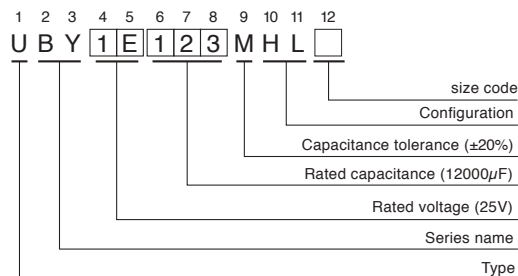 1 2 3 4 5 6 7 8 9 10 11 12
U B Y 1 E 1 2 3 M H L
size code
Configuration
Capacitance tolerance (±20%)
Rated capacitance (12000µF)
Rated voltage (25V)
Series name
Type